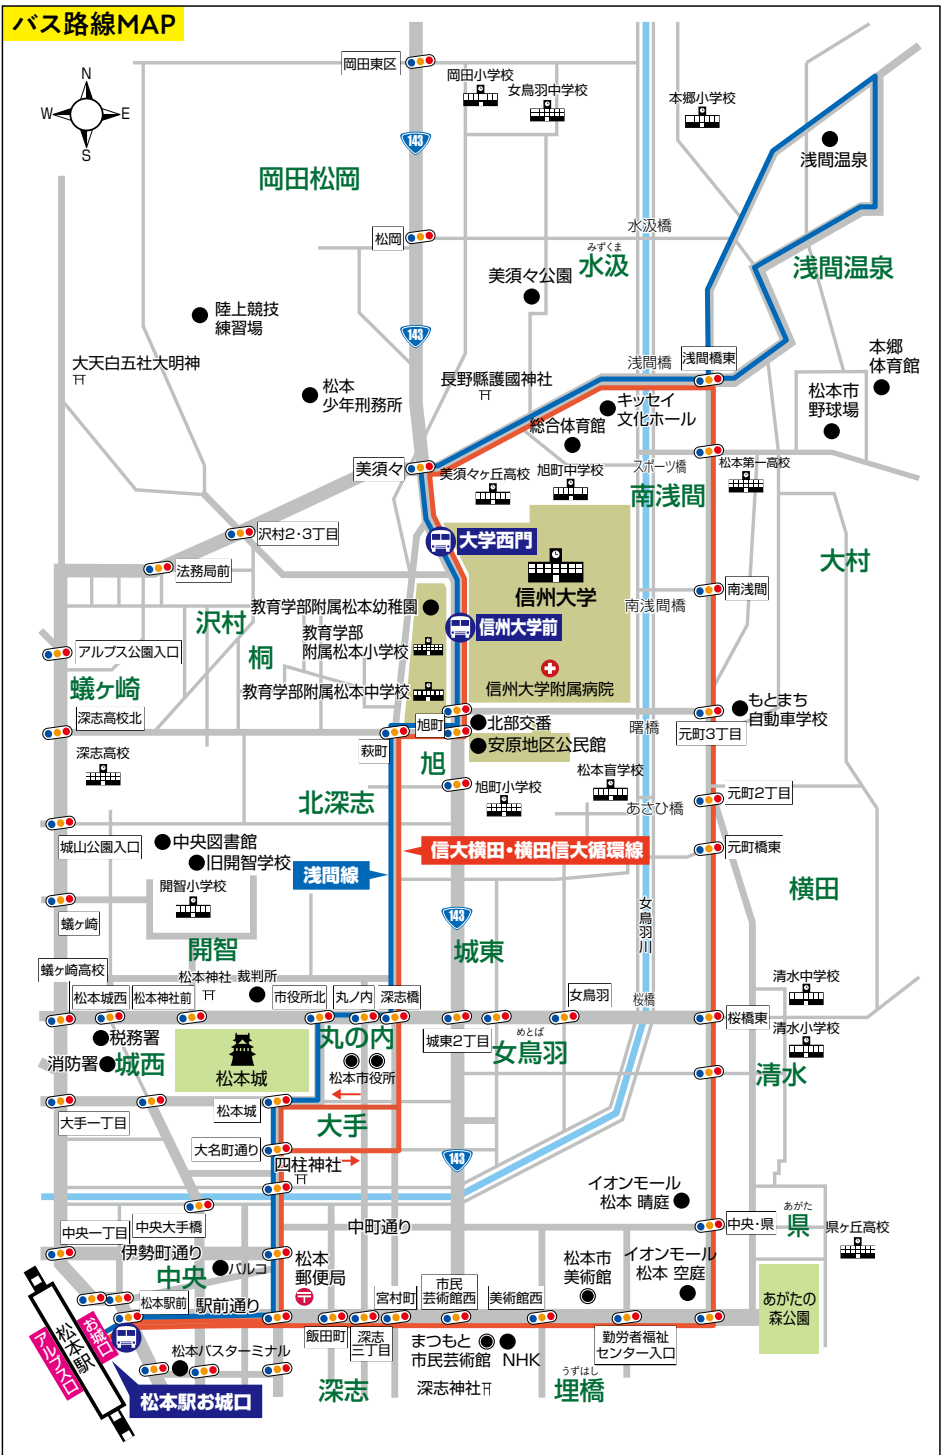 バス路線MAP
N
W
E
S
岡田東区
岡田小学校
女鳥羽中学校
本郷小学校
143
浅間温泉
岡田松岡
松岡
水汲橋
みずくま
水汲
浅間温泉
美須々公園
陸上競技
練習場
143
大天白五社大明神
松本
少年刑務所
長野縣護國神社
浅間橋
浅間橋東
本郷
体育館
松本市
野球場
キッセイ
文化ホール
総合体育館
美須々
美須々ヶ丘高校
旭町中学校
スポーツ橋
松本第一高校
南浅間
沢村2・3丁目
大学西門
法務局前
信州大学
大村
南浅間
南浅間橋
教育学部附属松本幼稚園
沢村
信州大学前
教育学部
附属松本小学校
アルプス公園入口
桐
蟻ヶ崎
教育学部附属松本中学校
信州大学附属病院
もとまち
自動車学校
深志高校北
旭町
北部交番
曙橋
元町3丁目
萩町
安原地区公民館
深志高校
旭
松本盲学校
北深志
旭町小学校
元町2丁目
あさひ橋
城山公園入口
中央図書館
旧開智学校
信大横田・横田信大循環線
元町橋東
浅間線
開智小学校
横田
蟻ヶ崎
143
女鳥羽川
開智
城東
蟻ヶ崎高校
松本神社
裁判所
清水中学校
松本城西
松本神社前
市役所北
丸ノ内
深志橋
女鳥羽
桜橋
桜橋東
税務署
丸の内
城東2丁目
めとば
女鳥羽
清水小学校
消防署
城西
松本城
松本市役所
清水
大手一丁目
松本城
大手
大名町通り
四柱神社
143
イオンモール
松本 晴庭
中央一丁目
中央大手橋
中町通り
中央・県
あがた
県
県ヶ丘高校
伊勢町通り
中央
パルコ
松本
郵便局
松本市
美術館
イオンモール
松本 空庭
松本駅前
駅前通り
宮村町
市民
芸術館西
美術館西
あがたの
森公園
お城口
松本駅
アルプス口
飯田町
深志
三丁目
まつもと
市民芸術館
NHK
勤労者福祉
センター入口
松本バスターミナル
深志
深志神社
うずはし
埋橋
松本駅お城口